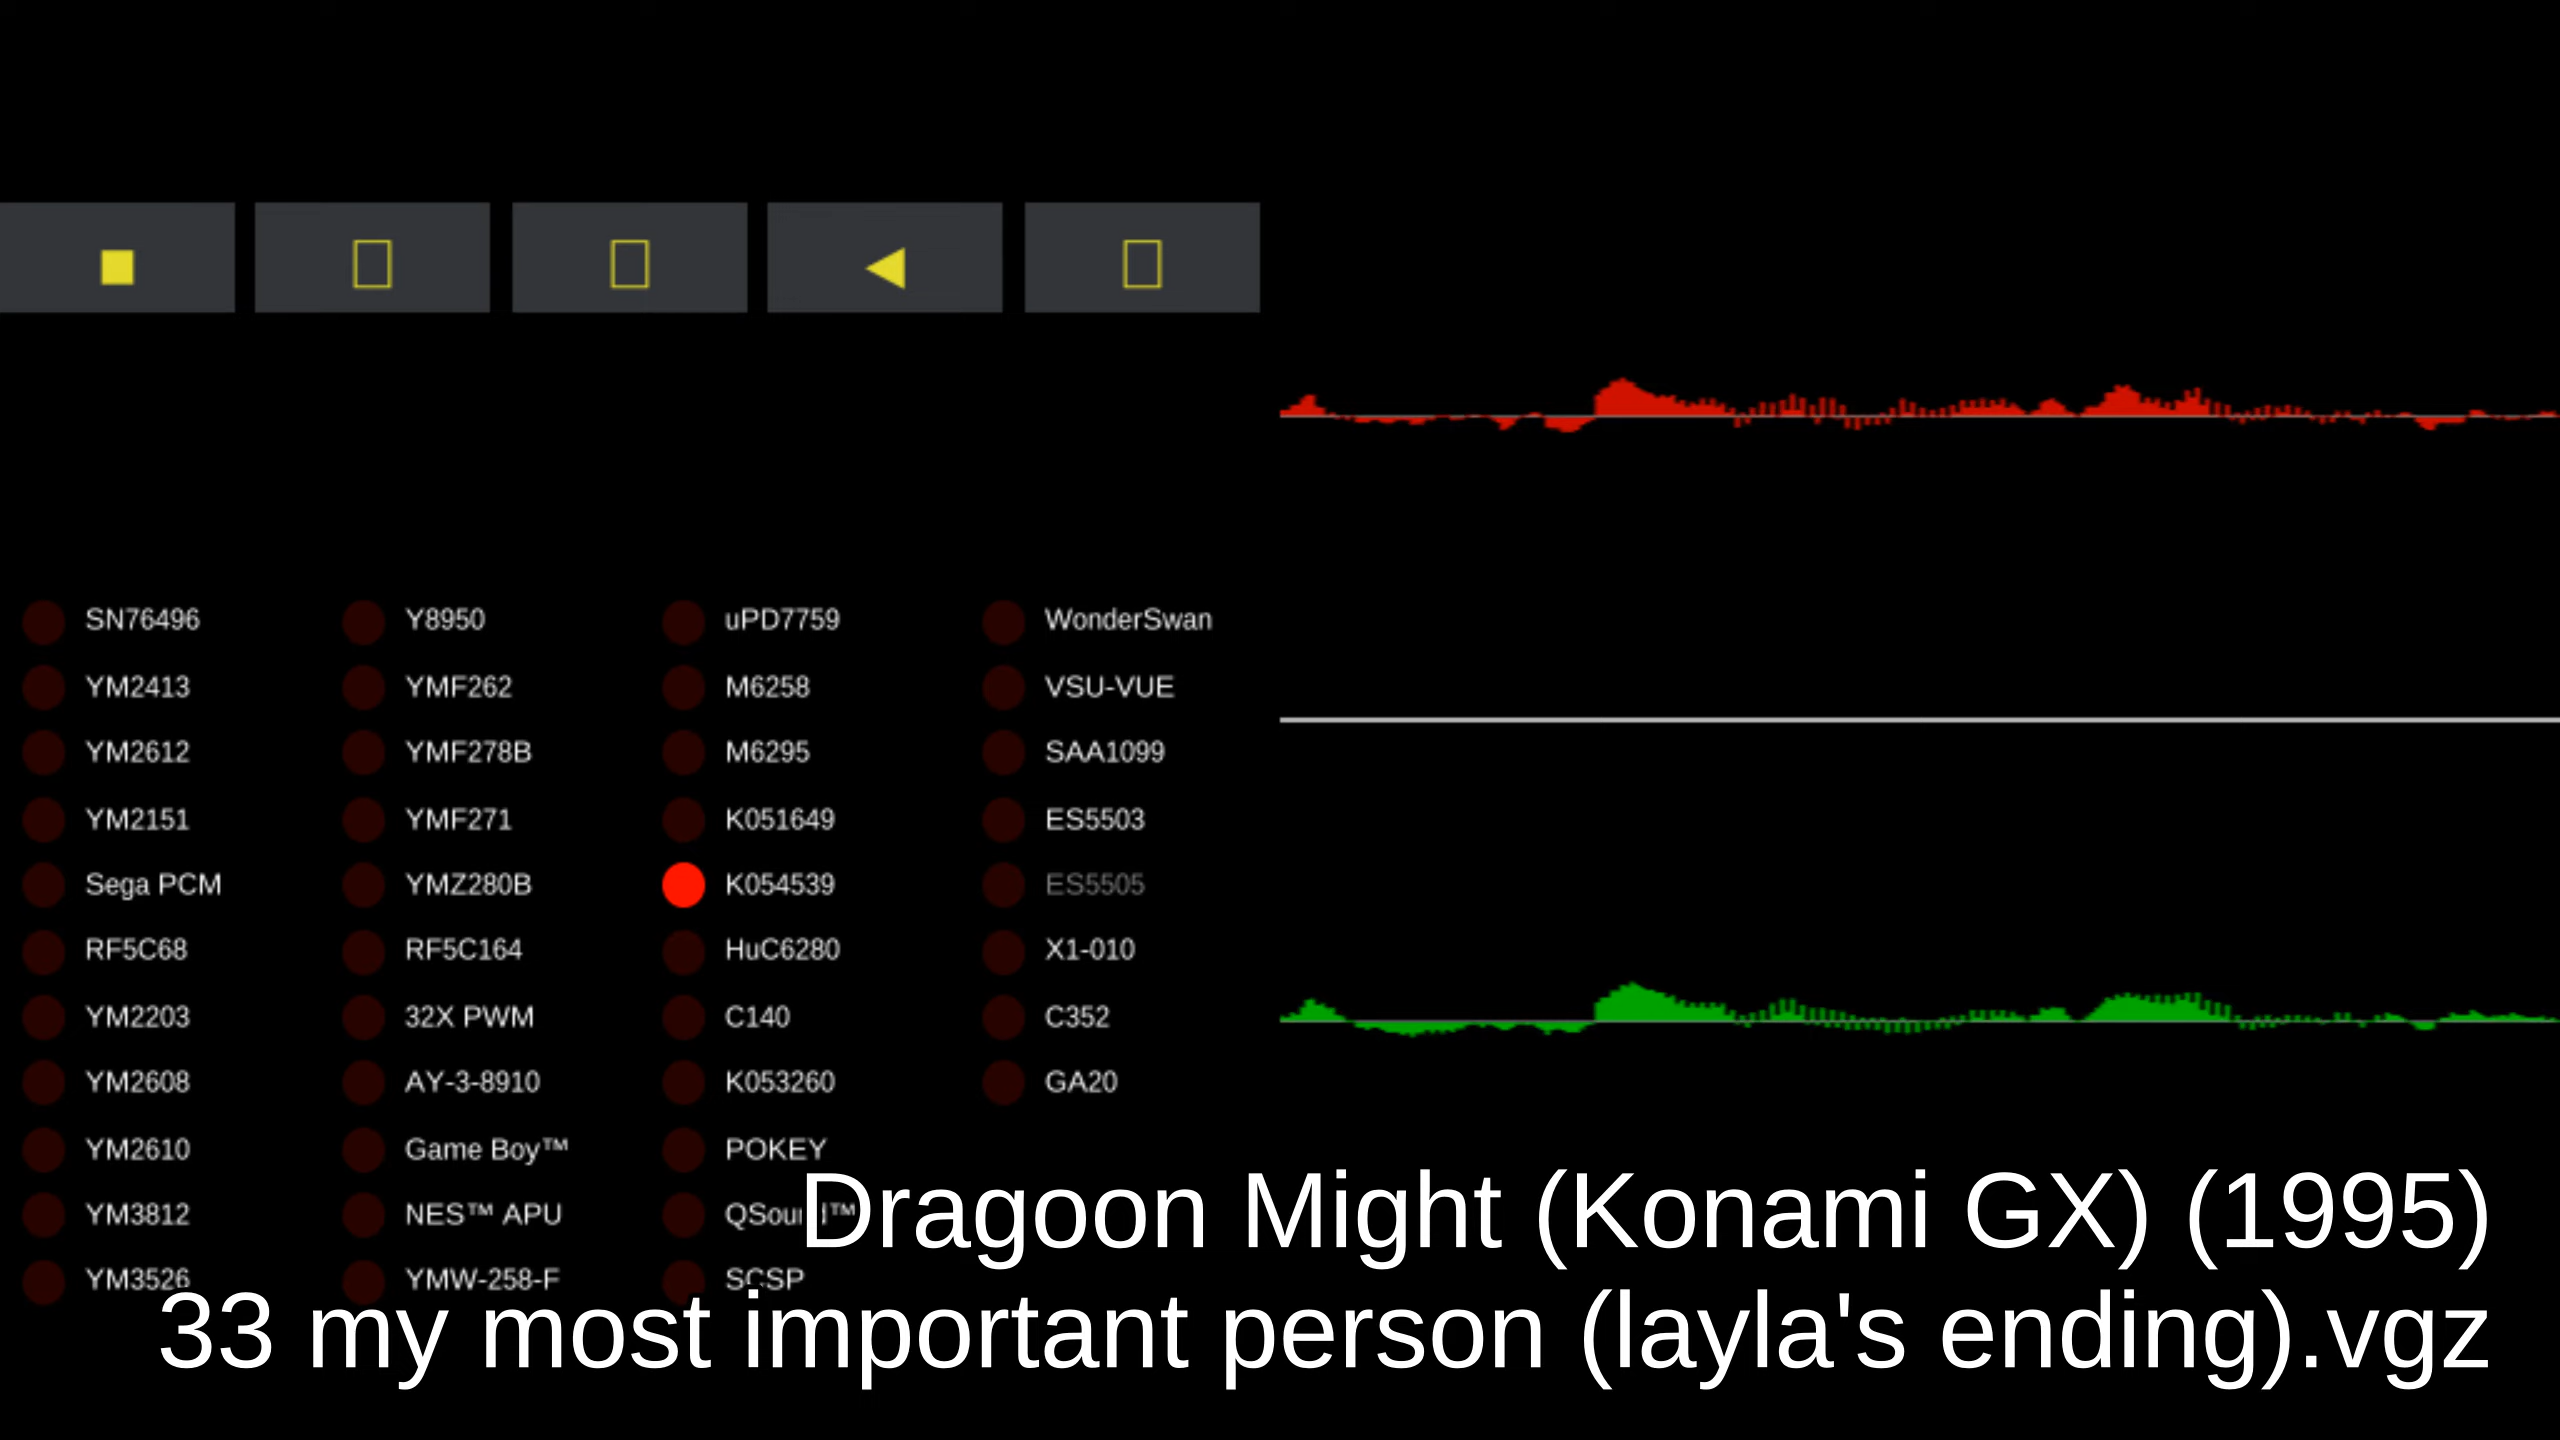 SN76496
YM2413
YM2612
YM2151
Sega PCM
RF5C68
YM2203
YM2608
YM2610
YM3812
YM3526
Y8950
YMF262
YMF278B
YMF271
YMZ280B
RF5C164
32X PWM
AY-3-8910
Game Boy™
NES™ APU
YMW-258-F
uPD7759
M6258
M6295
K051649
K054539
HuC6280
C140
K053260
POKEY
QSound™
SCSP
WonderSwan
VSU-VUE
SAA1099
ES5503
ES5505
X1-010
C352
GA20
Dragoon Might (Konami GX) (1995)
33 my most important person (layla's ending).vgz